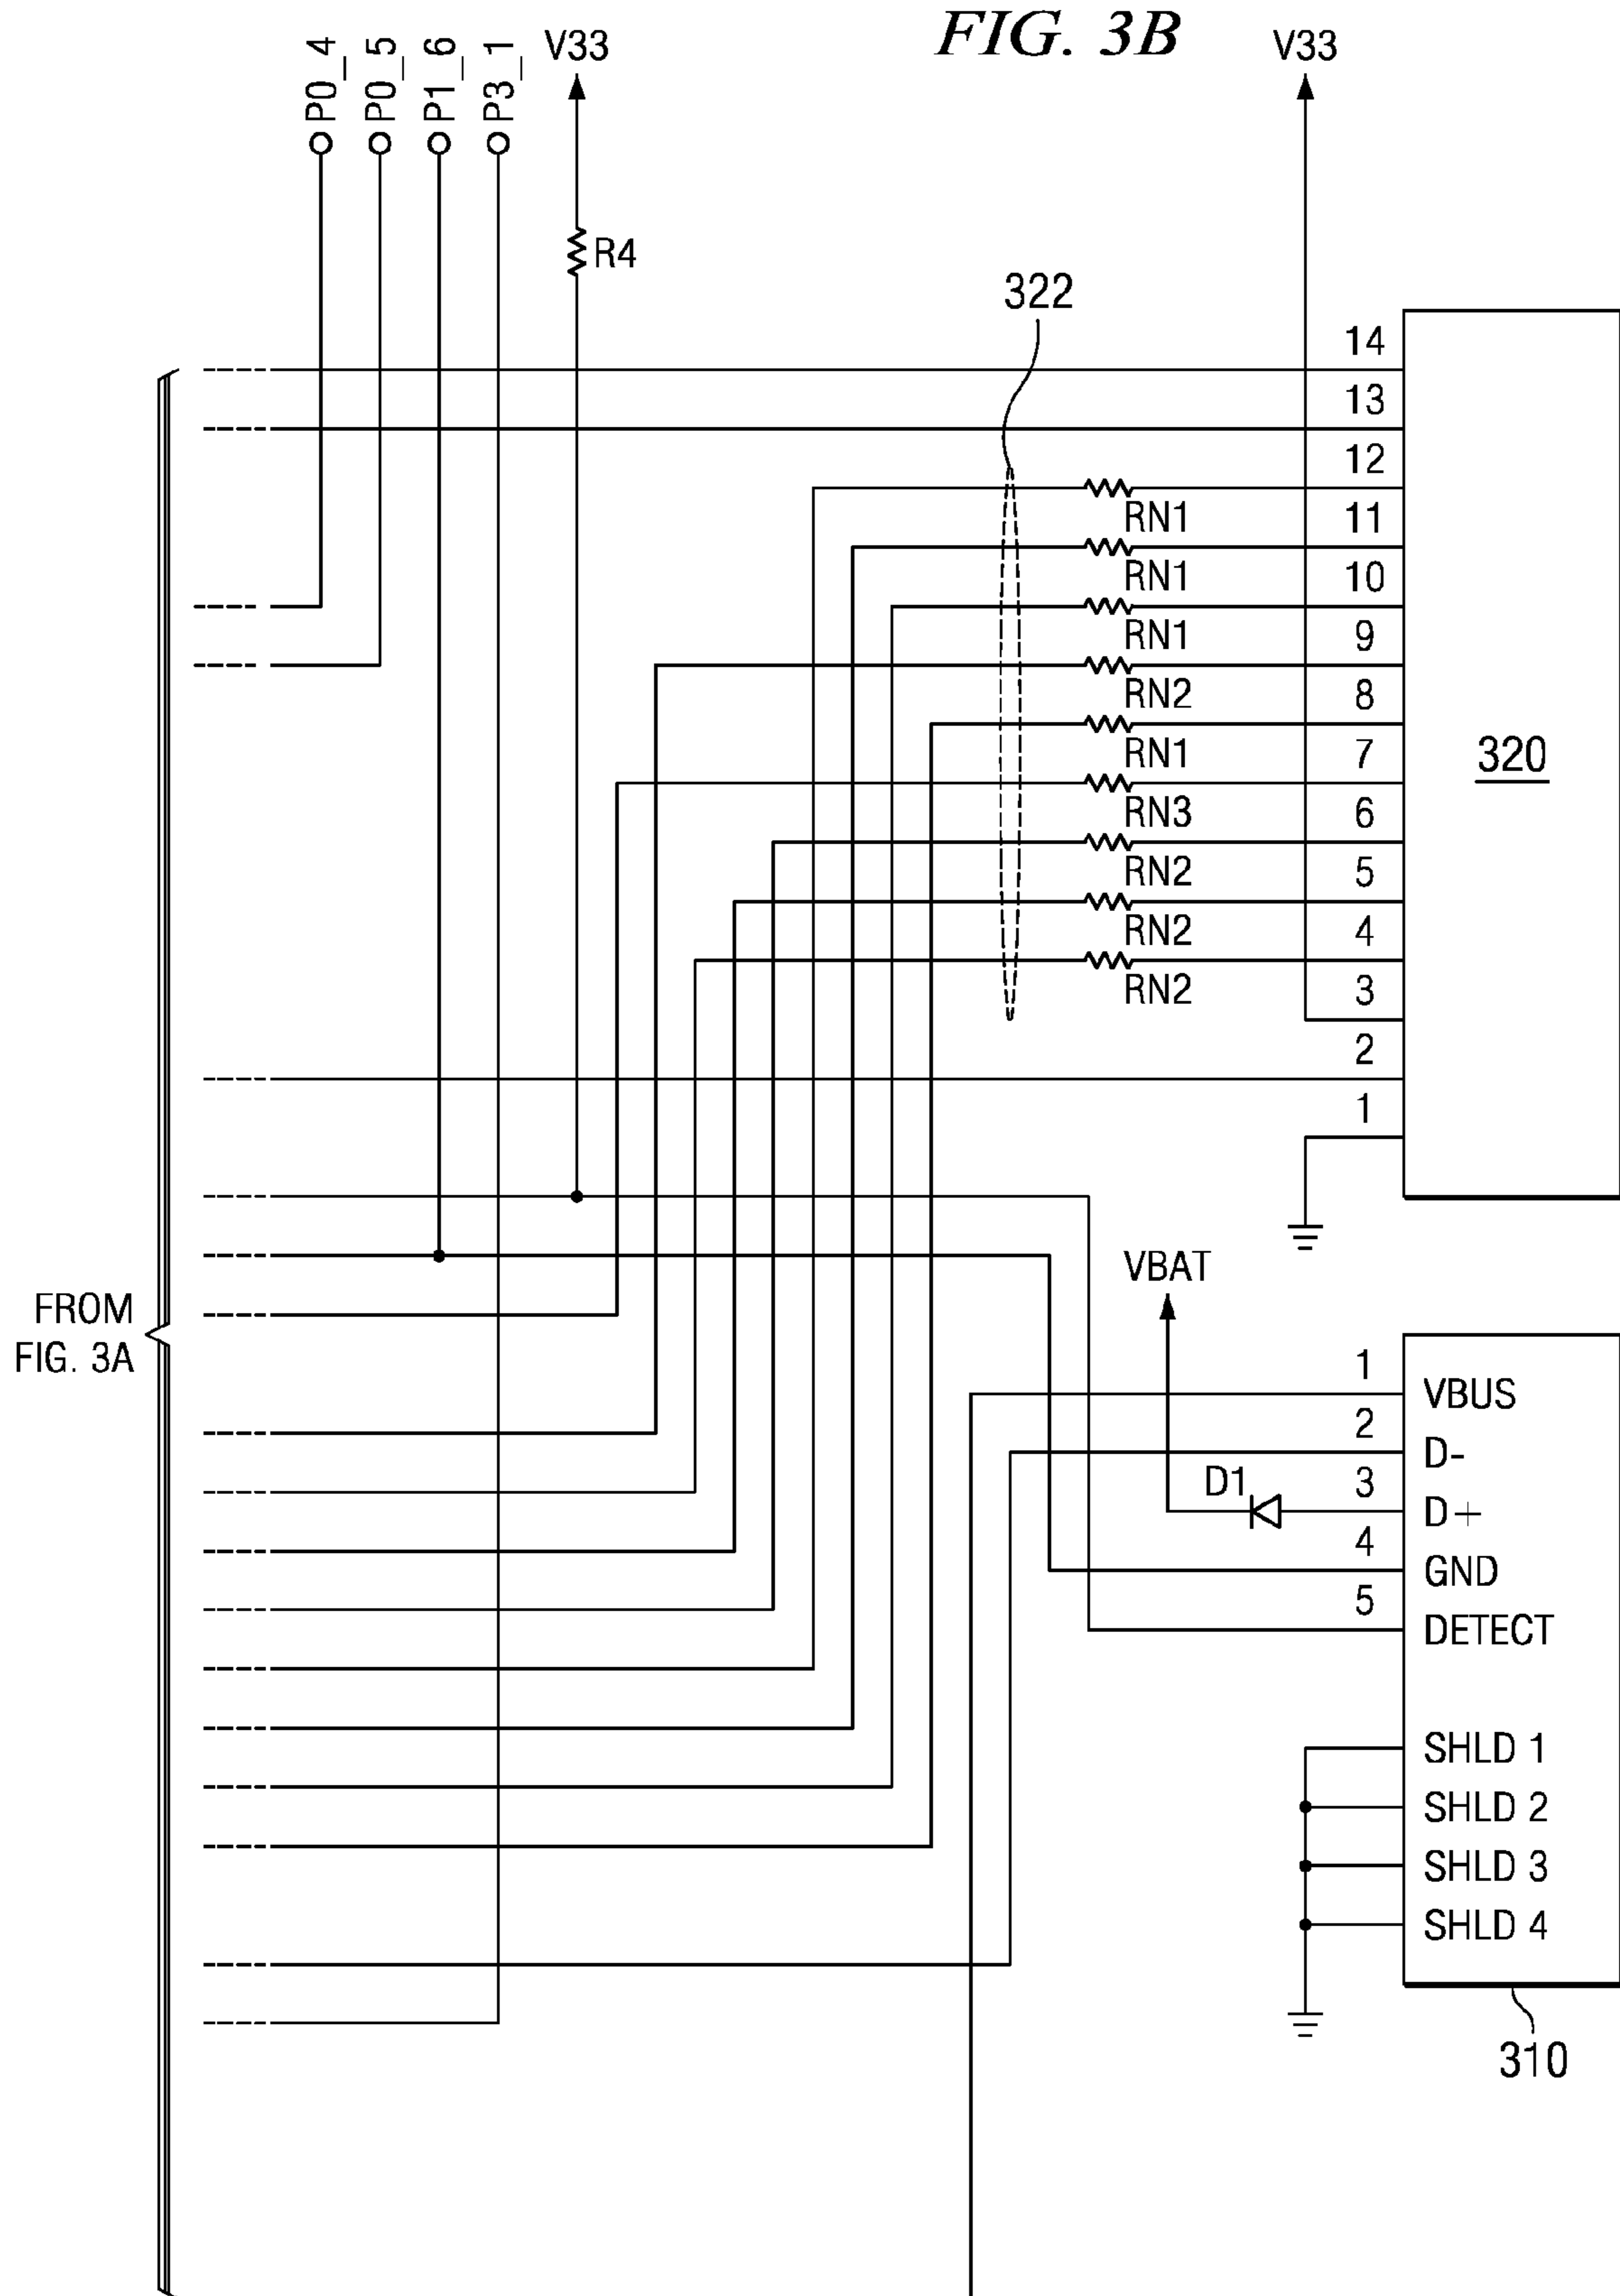 FIG. 3B
P0_4
P0_5
P1_6
P3_1
V33
V33
R4
322
14
13
12
RN1
11
RN1
10
RN1
9
RN2
8
RN1
7
320
RN3
6
RN2
5
RN2
4
RN2
3
2
1
VBAT
FROM
FIG. 3A
1
VBUS
2
D-
D1
3
D+
4
GND
5
DETECT
SHLD 1
SHLD 2
SHLD 3
SHLD 4
310